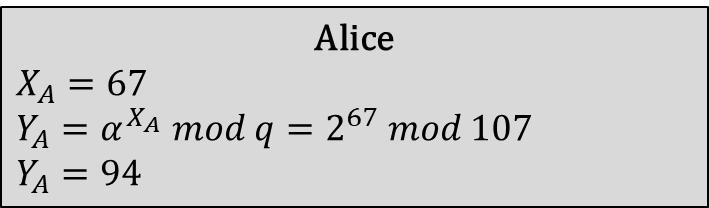 Alice
X_A = 67
Y_A = α^{X_A} mod q = 2^{67} mod 107
Y_A = 94